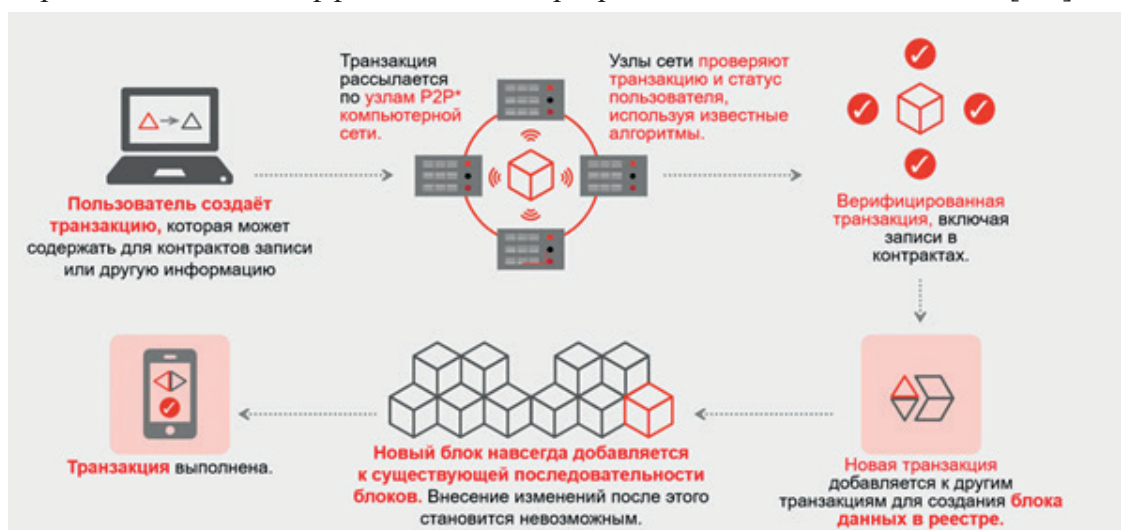 Транзакция
рассылается
по узлам P2P*
компьютерной
сети.
Узлы сети проверяют
транзакцию и статус
пользователя,
используя известные
алгоритмы.
Пользователь создаёт
транзакцию, которая может
содержать для контрактов записи
или другую информацию
Верифицированная
транзакция, включая
записи в
контрактах.
Новая транзакция
добавляется к другим
транзакциям для создания блока
данных в реестре.
Новый блок навсегда добавляется
к существующей последовательности
блоков. Внесение изменений после этого
становится невозможным.
Транзакция выполнена.